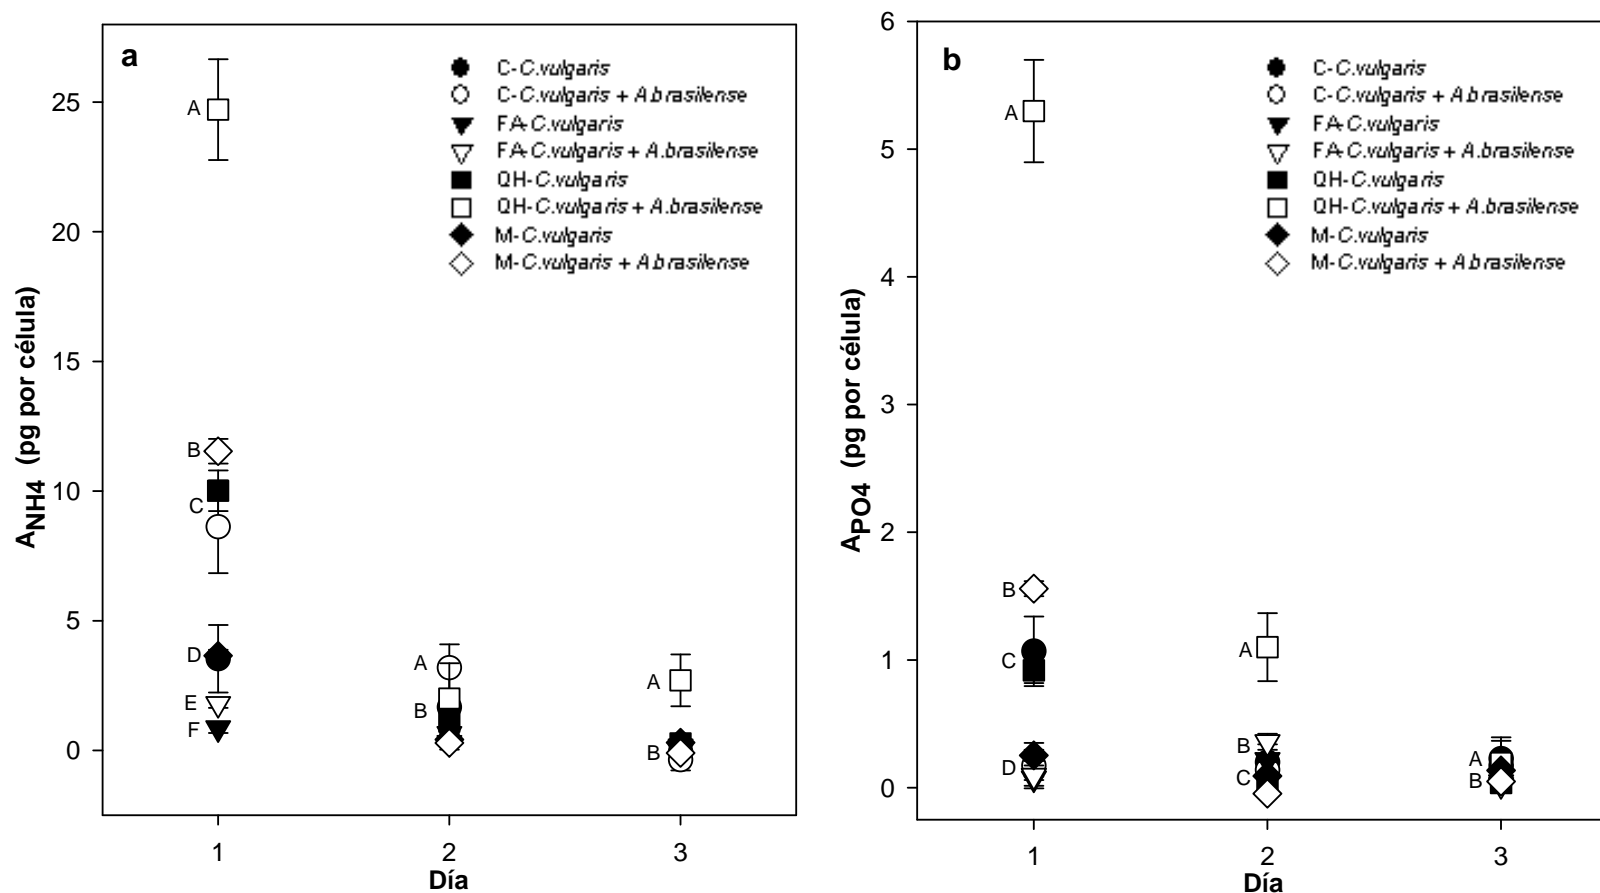 a
C-C.vulgaris
C-C.vulgaris + A.brasilense
FA-C.vulgaris
FA-C.vulgaris + A.brasilense
QH-C.vulgaris
QH-C.vulgaris + A.brasilense
M-C.vulgaris
M-C.vulgaris + A.brasilense
25
20
15
10
5
0
A
B
C
D
E
F
A
B
A
B
ANH4 (pg por célula)
1
2
3
Día
b
C-C.vulgaris
C-C.vulgaris + A.brasilense
FA-C.vulgaris
FA-C.vulgaris + A.brasilense
QH-C.vulgaris
QH-C.vulgaris + A.brasilense
M-C.vulgaris
M-C.vulgaris + A.brasilense
6
5
4
3
2
1
0
A
B
C
D
A
B
C
A
B
APO4 (pg por célula)
1
2
3
Día